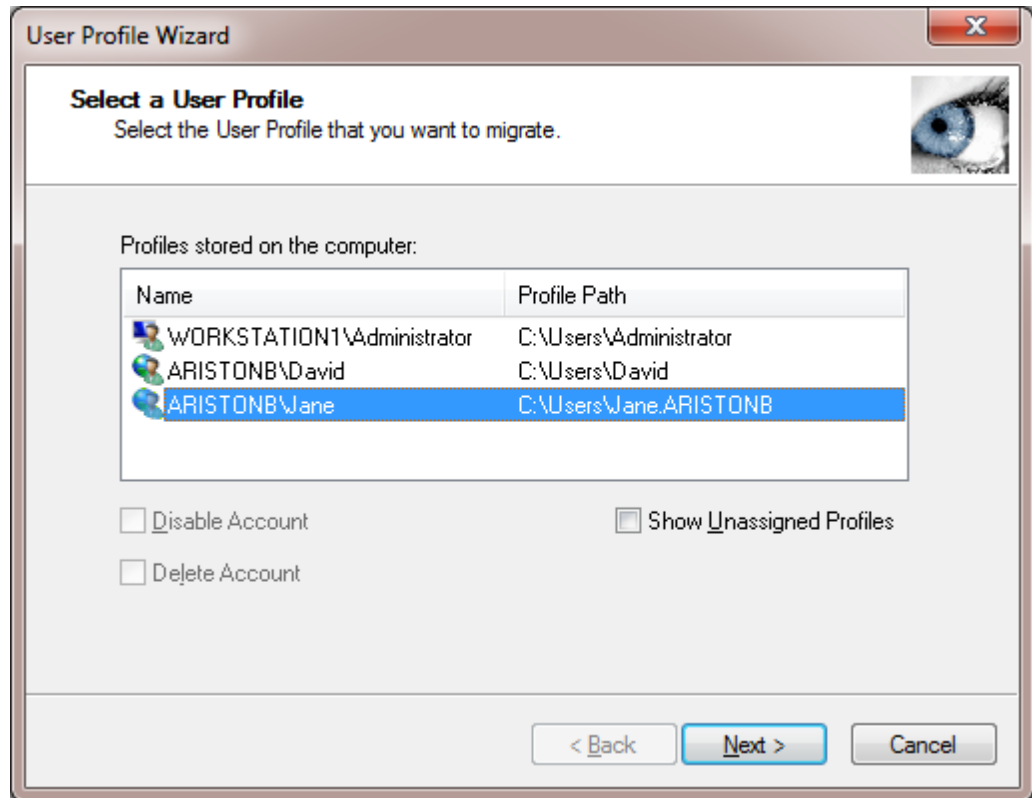 User Profile Wizard
Select a User Profile
Select the User Profile that you want to migrate.
Profiles stored on the computer:
Name Profile Path
WORKSTATION1\Administrator C:\Users\Administrator
ARISTONB\David C:\Users\David
ARISTONB\Jane C:\Users\Jane.ARISTONB
Disable Account Show Unassigned Profiles
Delete Account
< Back Next > Cancel